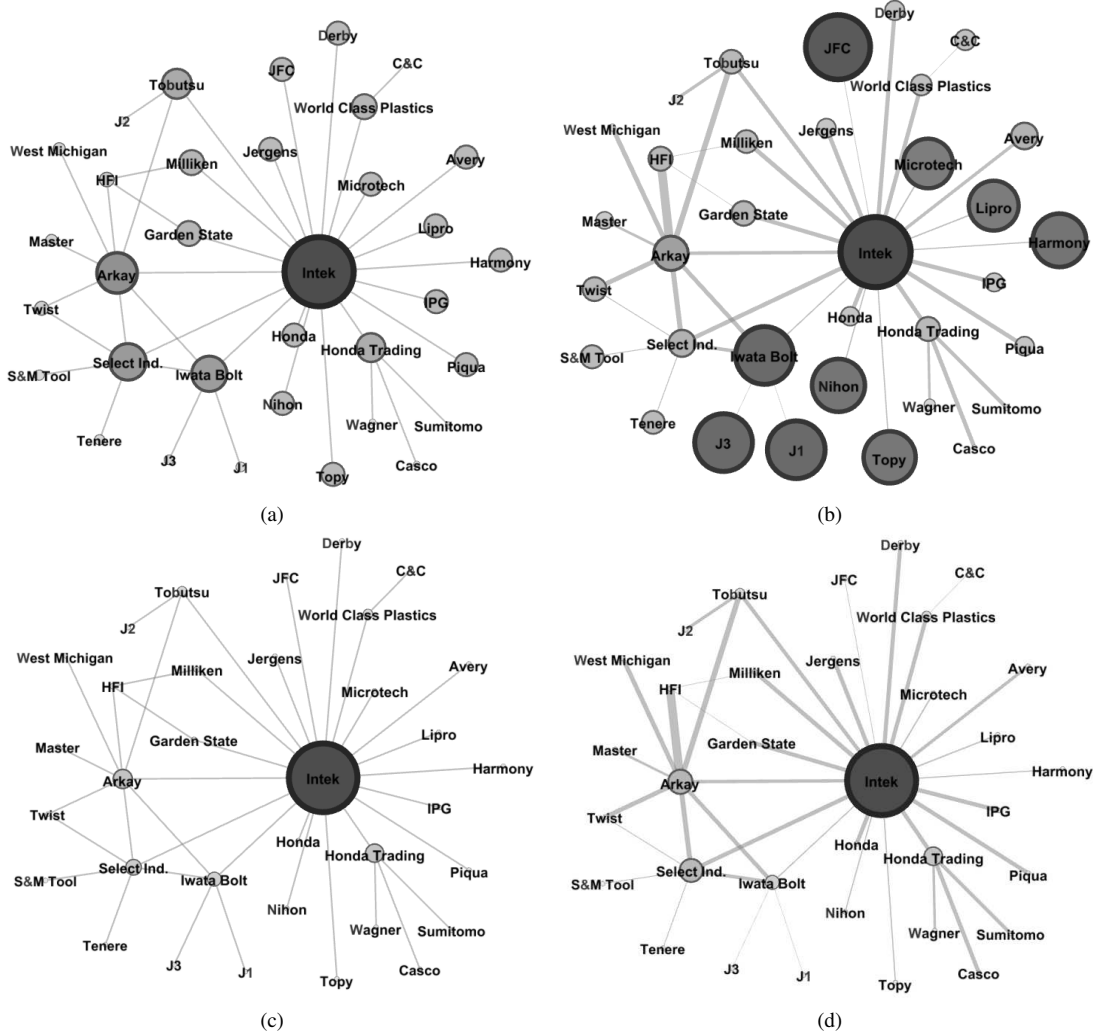 Derby
JFC
C&C
Tobutsu
World Class Plastics
J2
West Michigan
Milliken
Jergens
Avery
HFI
Microtech
Garden State
Lipro
Master
Arkay
Intek
Harmony
Twist
IPG
Honda
Select Ind.
Honda Trading
S&M Tool
Iwata Bolt
Piqua
Nihon
Tenere
Wagner
Sumitomo
J3
J1
Casco
Topy
(a)
Derby
JFC
C&C
Tobutsu
World Class Plastics
J2
West Michigan
Jergens
Milliken
Avery
HFI
Microtech
Garden State
Lipro
Master
Harmony
Arkay
Intek
Twist
IPG
Honda
Honda Trading
Select Ind.
Iwata Bolt
Piqua
S&M Tool
Nihon
Wagner
Sumitomo
Tenere
J3
J1
Casco
Topy
(b)
Derby
JFC
C&C
Tobutsu
World Class Plastics
J2
West Michigan
Jergens
Milliken
Avery
HFI
Microtech
Lipro
Garden State
Master
Harmony
Arkay
Intek
IPG
Twist
Honda
Honda Trading
Select Ind.
Piqua
S&M Tool
Iwata Bolt
Nihon
Wagner
Sumitomo
Tenere
J3
J1
Casco
Topy
(c)
Derby
JFC
C&C
Tobutsu
World Class Plastics
J2
West Michigan
Jergens
Milliken
Avery
HFI
Microtech
Garden State
Lipro
Master
Harmony
Arkay
Intek
IPG
Twist
Honda
Honda Trading
Select Ind.
Piqua
S&M Tool
Iwata Bolt
Nihon
Wagner
Sumitomo
Tenere
J3
J1
Casco
Topy
(d)